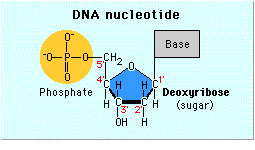 DNA nucleotide
O⁻
O⁻ P O CH₂
O
5'
Base
O
4' C H H C 1'
Phosphate
Deoxyribose
(sugar)
H C C H
3' 2'
OH H